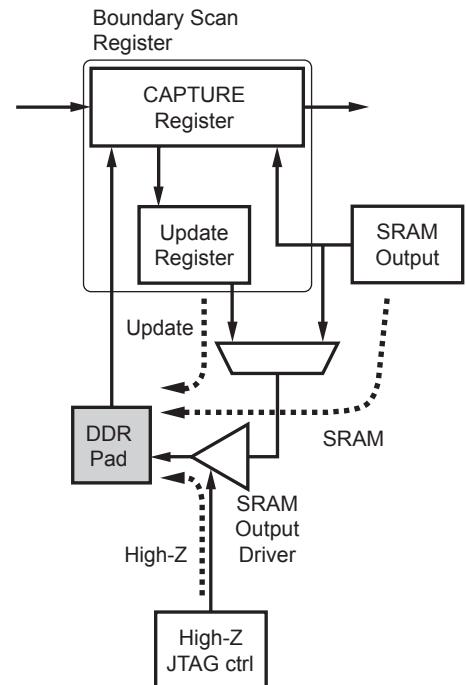 Boundary Scan
Register
CAPTURE
Register
Update
Register
SRAM
Output
Update
SRAM
DDR
Pad
SRAM
Output
Driver
High-Z
High-Z
JTAG ctrl